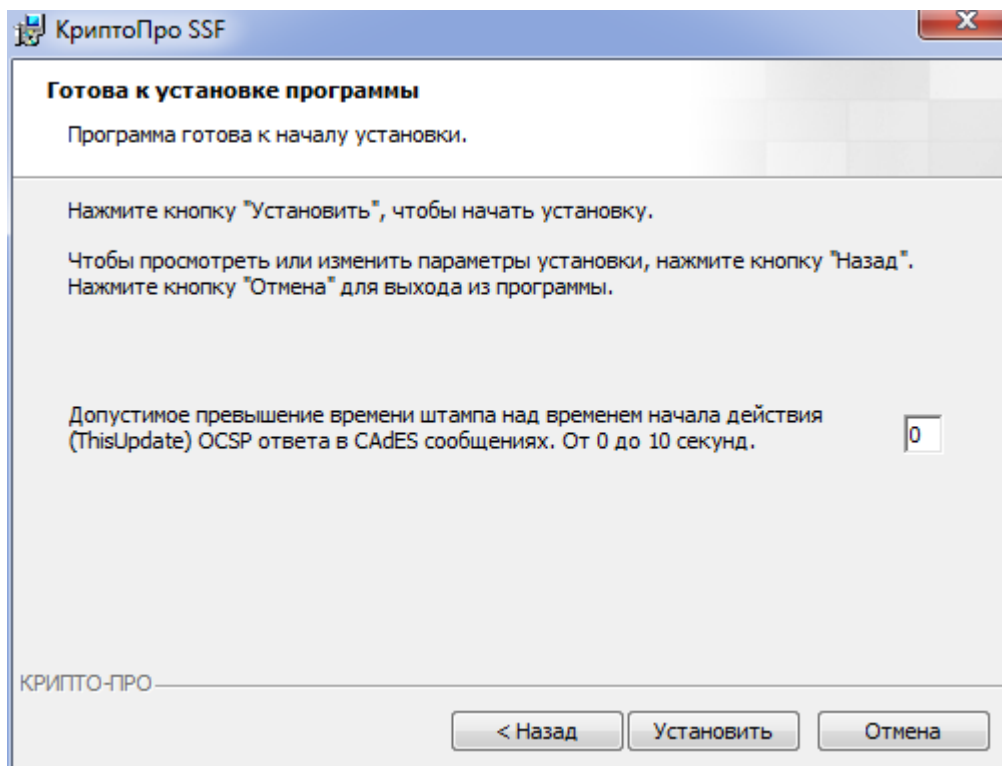 КриптоПро SSF
Готова к установке программы
Программа готова к началу установки.
Нажмите кнопку "Установить", чтобы начать установку.
Чтобы просмотреть или изменить параметры установки, нажмите кнопку "Назад".
Нажмите кнопку "Отмена" для выхода из программы.
Допустимое превышение времени штампа над временем начала действия
(ThisUpdate) OCSP ответа в CAdES сообщениях. От 0 до 10 секунд.
0
КРИПТО-ПРО
< Назад
Установить
Отмена